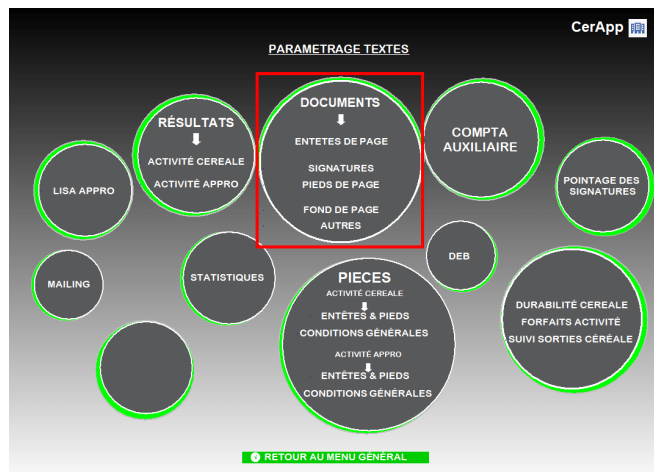 CerApp
PARAMETRAGE TEXTES
DOCUMENTS
ENTETES DE PAGE
SIGNATURES
PIEDS DE PAGE
FOND DE PAGE
AUTRES
RÉSULTATS
ACTIVITÉ CEREALE
ACTIVITÉ APPRO
COMPTA
AUXILIAIRE
LISA APPRO
POINTAGE DES
SIGNATURES
MAILING
STATISTIQUES
DEB
PIECES
ACTIVITÉ CEREALE
ENTÊTES & PIEDS
CONDITIONS GÉNÉRALES
ACTIVITÉ APPRO
ENTÊTES & PIEDS
CONDITIONS GÉNÉRALES
DURABILITÉ CEREALE
FORFAITS ACTIVITÉ
SUIVI SORTIES CÉRÉALE
RETOUR AU MENU GÉNÉRAL